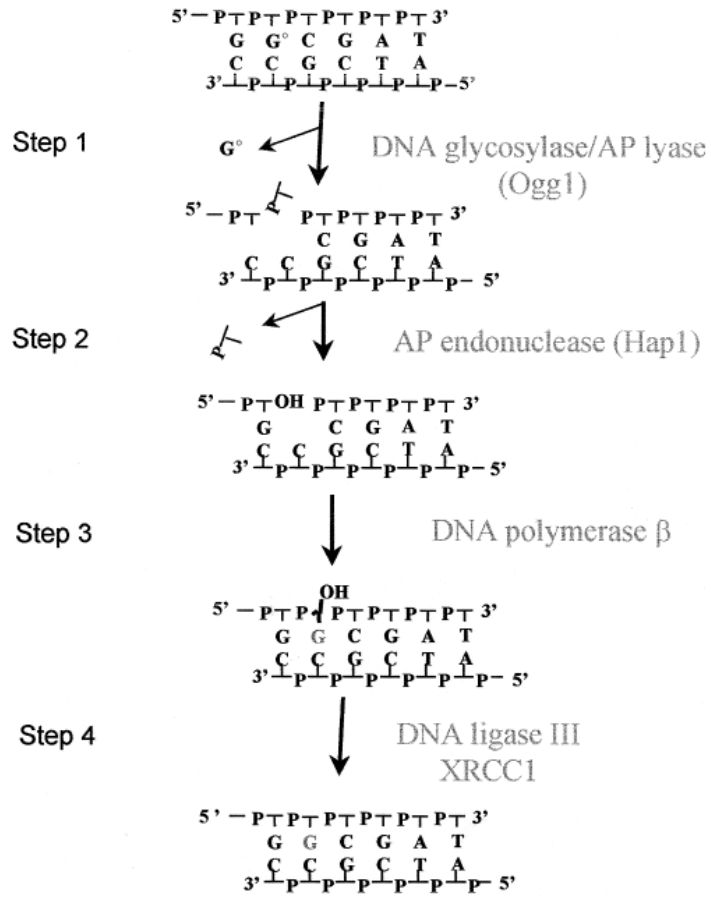 5’ P P P P P P P 3’
G G° C G A T
C C G C T A
3’ P P P P P P P 5’
Step 1
G°
DNA glycosylase/AP lyase
(Ogg1)
P
5’ P P P P P 3’
C G A T
C C G C T A
3’ P P P P P P 5’
Step 2
P
AP endonuclease (Hap1)
5’ P OH P P P P 3’
G C G A T
C C G C T A
3’ P P P P P P 5’
Step 3
DNA polymerase β
OH
5’ P P P P P P 3’
G G C G A T
C C G C T A
3’ P P P P P P 5’
Step 4
DNA ligase III
XRCC1
5’ P P P P P P 3’
G G C G A T
C C G C T A
3’ P P P P P P 5’